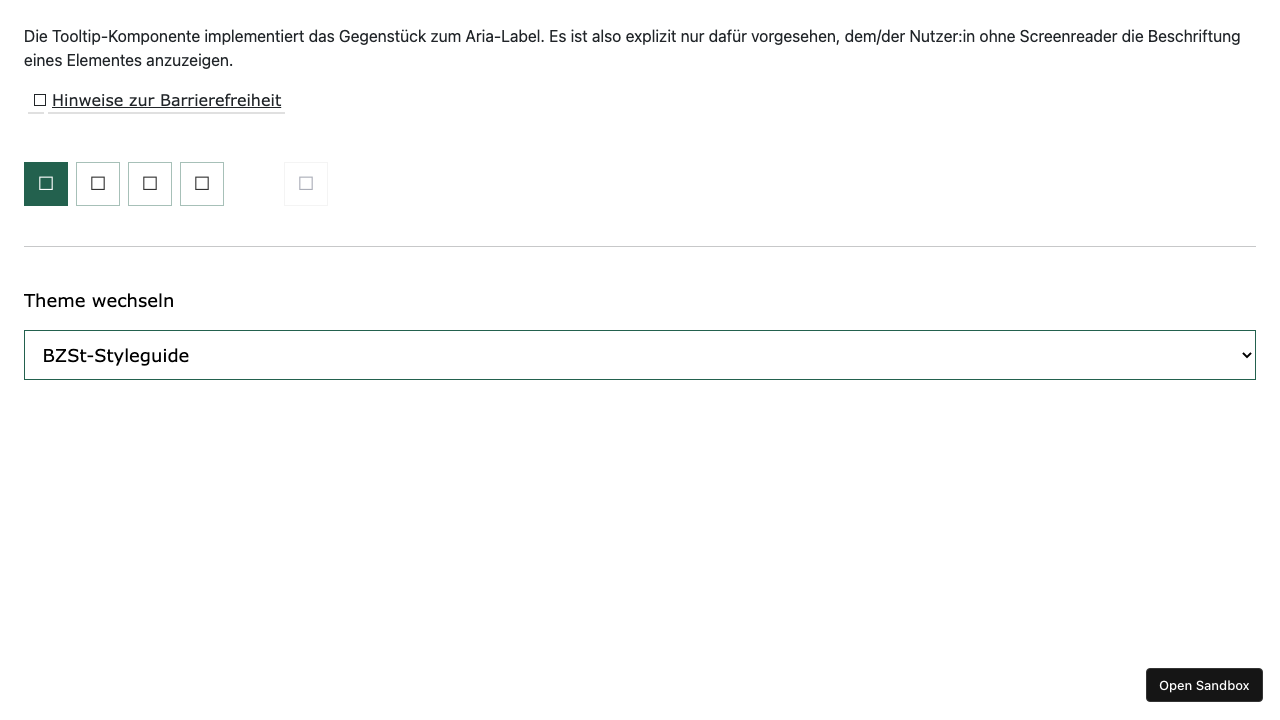 Die Tooltip-Komponente implementiert das Gegenstück zum Aria-Label. Es ist also explizit nur dafür vorgesehen, dem/der Nutzer:in ohne Screenreader die Beschriftung
eines Elementes anzuzeigen.
Hinweise zur Barrierefreiheit
Theme wechseln
BZSt-Styleguide
Open Sandbox